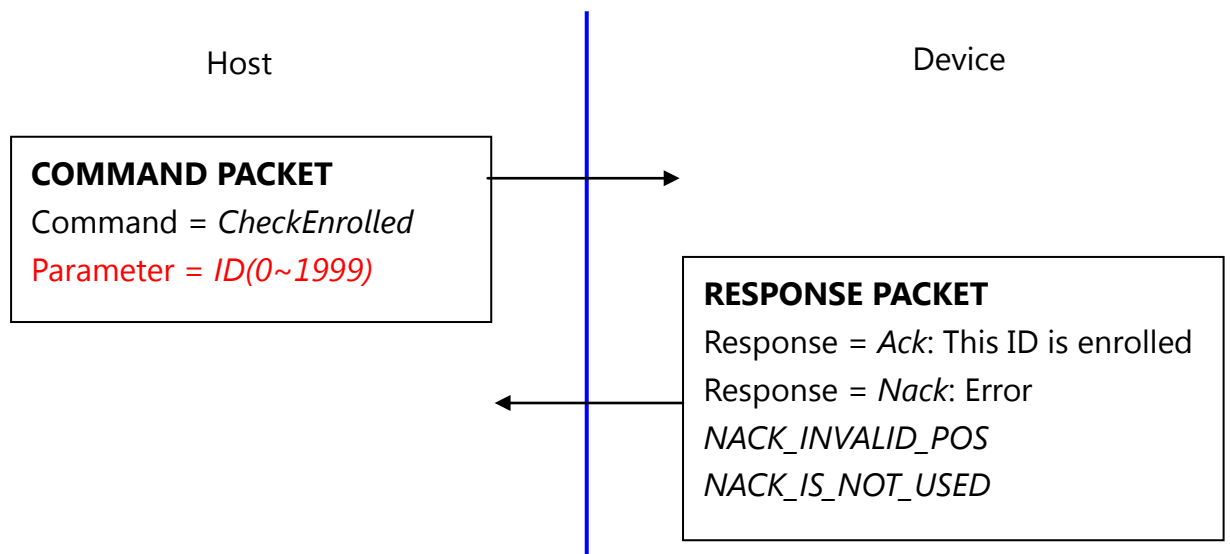 Host
Device
COMMAND PACKET
Command = CheckEnrolled
Parameter = ID(0~1999)
RESPONSE PACKET
Response = Ack: This ID is enrolled
Response = Nack: Error
NACK_INVALID_POS
NACK_IS_NOT_USED